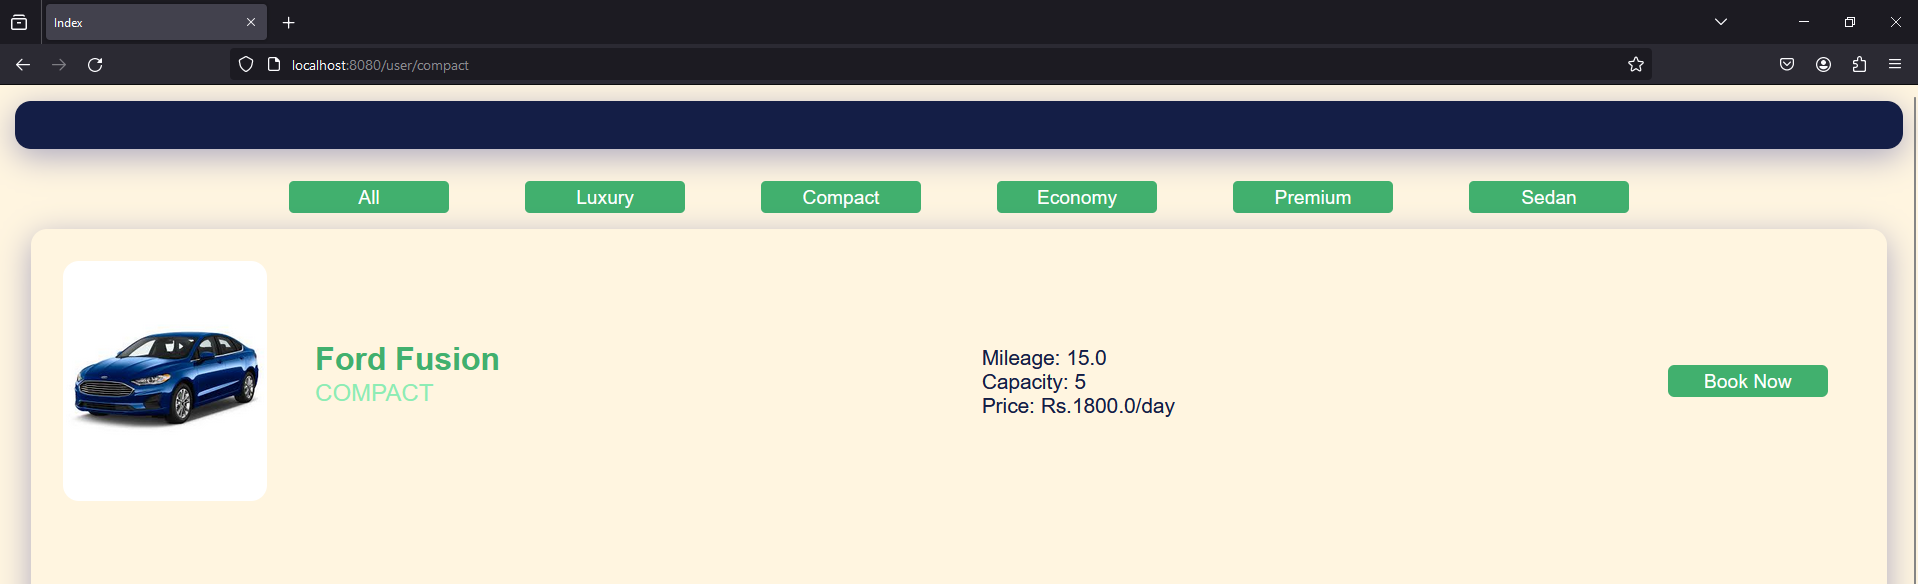 Index
localhost:8080/user/compact
All
Luxury
Compact
Economy
Premium
Sedan
Ford Fusion
COMPACT
Mileage: 15.0
Capacity: 5
Price: Rs.1800.0/day
Book Now